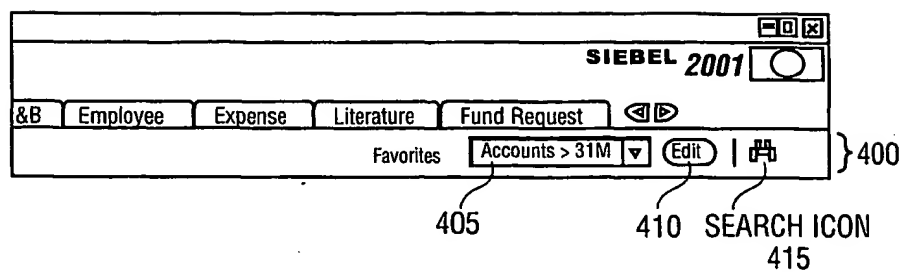 SIEBEL 2001
&B Employee Expense Literature Fund Request
Favorites Accounts > 31M Edit 400
405 410 SEARCH ICON
415